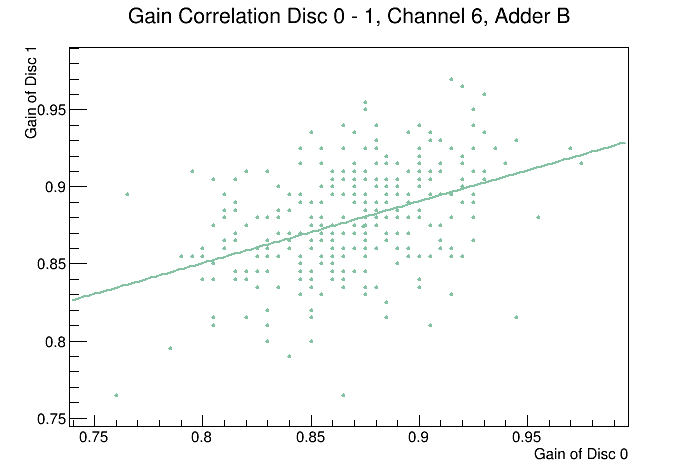 Gain Correlation Disc 0 - 1, Channel 6, Adder B
Gain of Disc 1
0.95
0.9
0.85
0.8
0.75
0.75 0.8 0.85 0.9 0.95
Gain of Disc 0